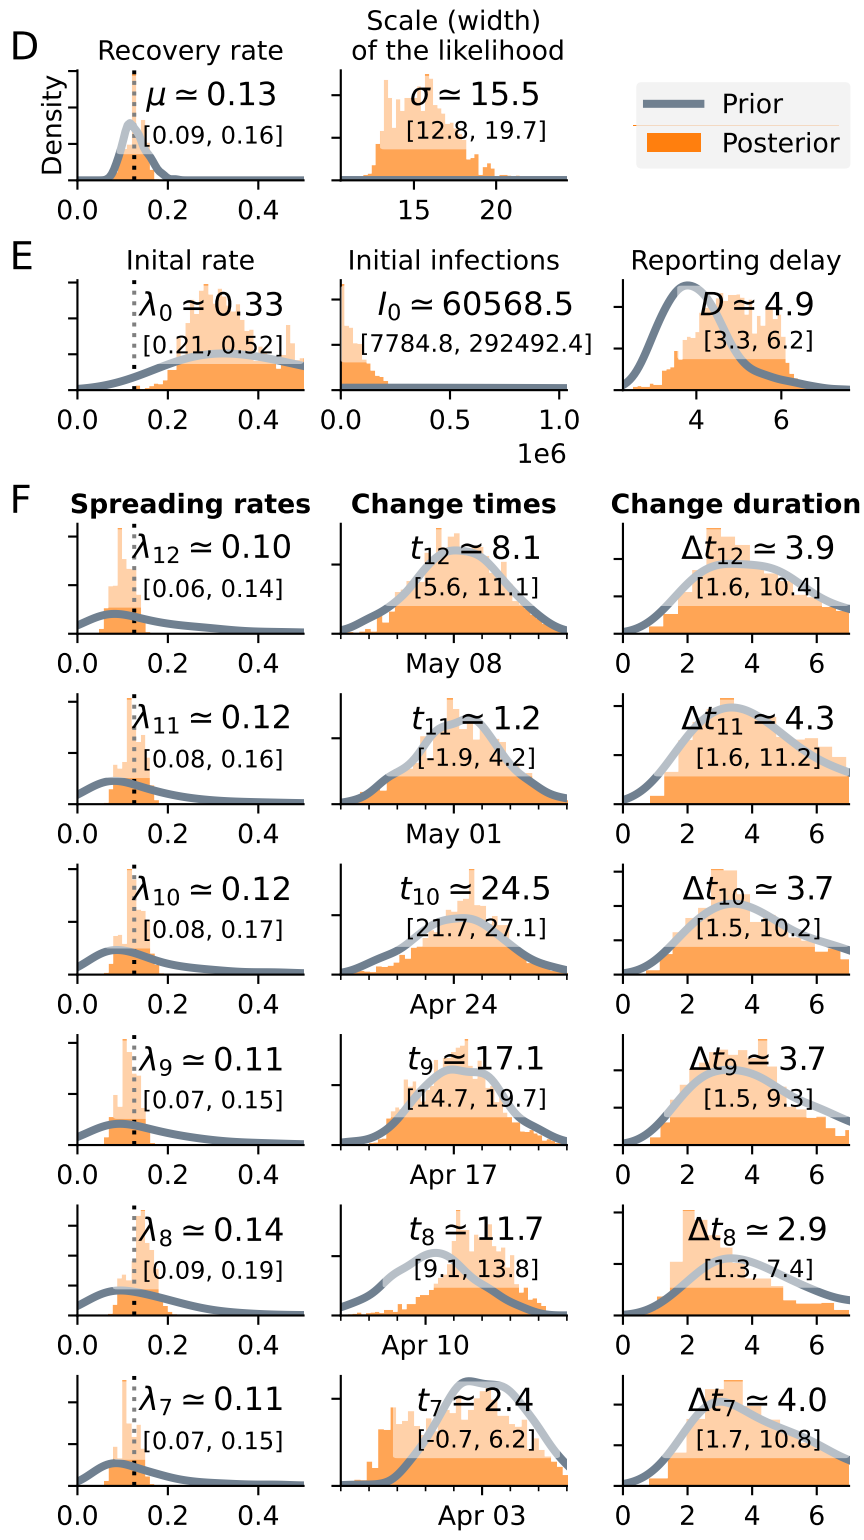 D
Recovery rate
Scale (width)
of the likelihood
Density
μ ≃ 0.13
[0.09, 0.16]
σ ≃ 15.5
[12.8, 19.7]
Prior
Posterior
0.0 0.2 0.4
15 20
E
Inital rate
Initial infections
Reporting delay
λ0 ≃ 0.33
[0.21, 0.52]
I0 ≃ 60568.5
[7784.8, 292492.4]
D ≃ 4.9
[3.3, 6.2]
0.0 0.2 0.4
0.0 0.5 1.0
1e6
4 6
F
Spreading rates
Change times
Change duration
λ12 ≃ 0.10
[0.06, 0.14]
t12 ≃ 8.1
[5.6, 11.1]
Δt12 ≃ 3.9
[1.6, 10.4]
0.0 0.2 0.4
May 08
0 2 4 6
λ11 ≃ 0.12
[0.08, 0.16]
t11 ≃ 1.2
[-1.9, 4.2]
Δt11 ≃ 4.3
[1.6, 11.2]
0.0 0.2 0.4
May 01
0 2 4 6
λ10 ≃ 0.12
[0.08, 0.17]
t10 ≃ 24.5
[21.7, 27.1]
Δt10 ≃ 3.7
[1.5, 10.2]
0.0 0.2 0.4
Apr 24
0 2 4 6
λ9 ≃ 0.11
[0.07, 0.15]
t9 ≃ 17.1
[14.7, 19.7]
Δt9 ≃ 3.7
[1.5, 9.3]
0.0 0.2 0.4
Apr 17
0 2 4 6
λ8 ≃ 0.14
[0.09, 0.19]
t8 ≃ 11.7
[9.1, 13.8]
Δt8 ≃ 2.9
[1.3, 7.4]
0.0 0.2 0.4
Apr 10
0 2 4 6
λ7 ≃ 0.11
[0.07, 0.15]
t7 ≃ 2.4
[-0.7, 6.2]
Δt7 ≃ 4.0
[1.7, 10.8]
0.0 0.2 0.4
Apr 03
0 2 4 6